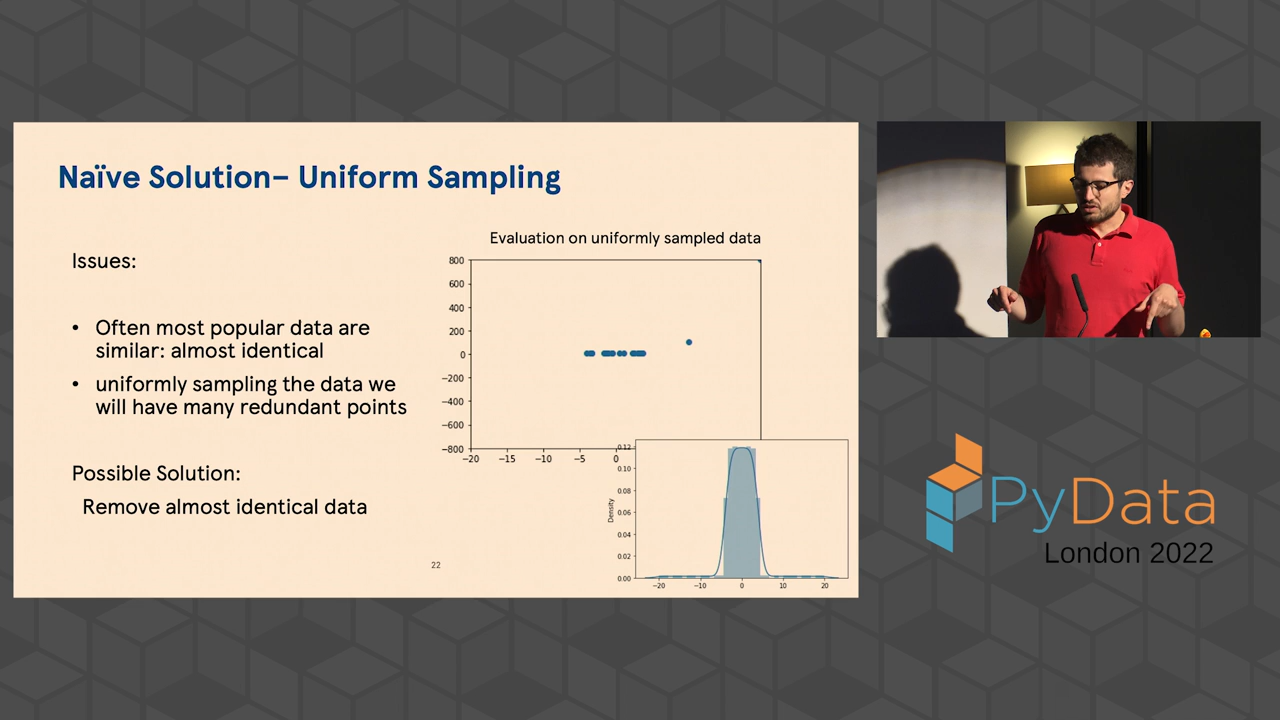 Naïve Solution– Uniform Sampling
Issues:
• Often most popular data are
similar: almost identical
• uniformly sampling the data we
will have many redundant points
Possible Solution:
Remove almost identical data
22
Evaluation on uniformly sampled data
800
600
400
200
0
−200
−400
−600
−800
−20 −15 −10 −5 0
0.12
0.10
0.08
0.06
0.04
0.02
0.00
Density
−20 −10 0 10 20
PyData
London 2022